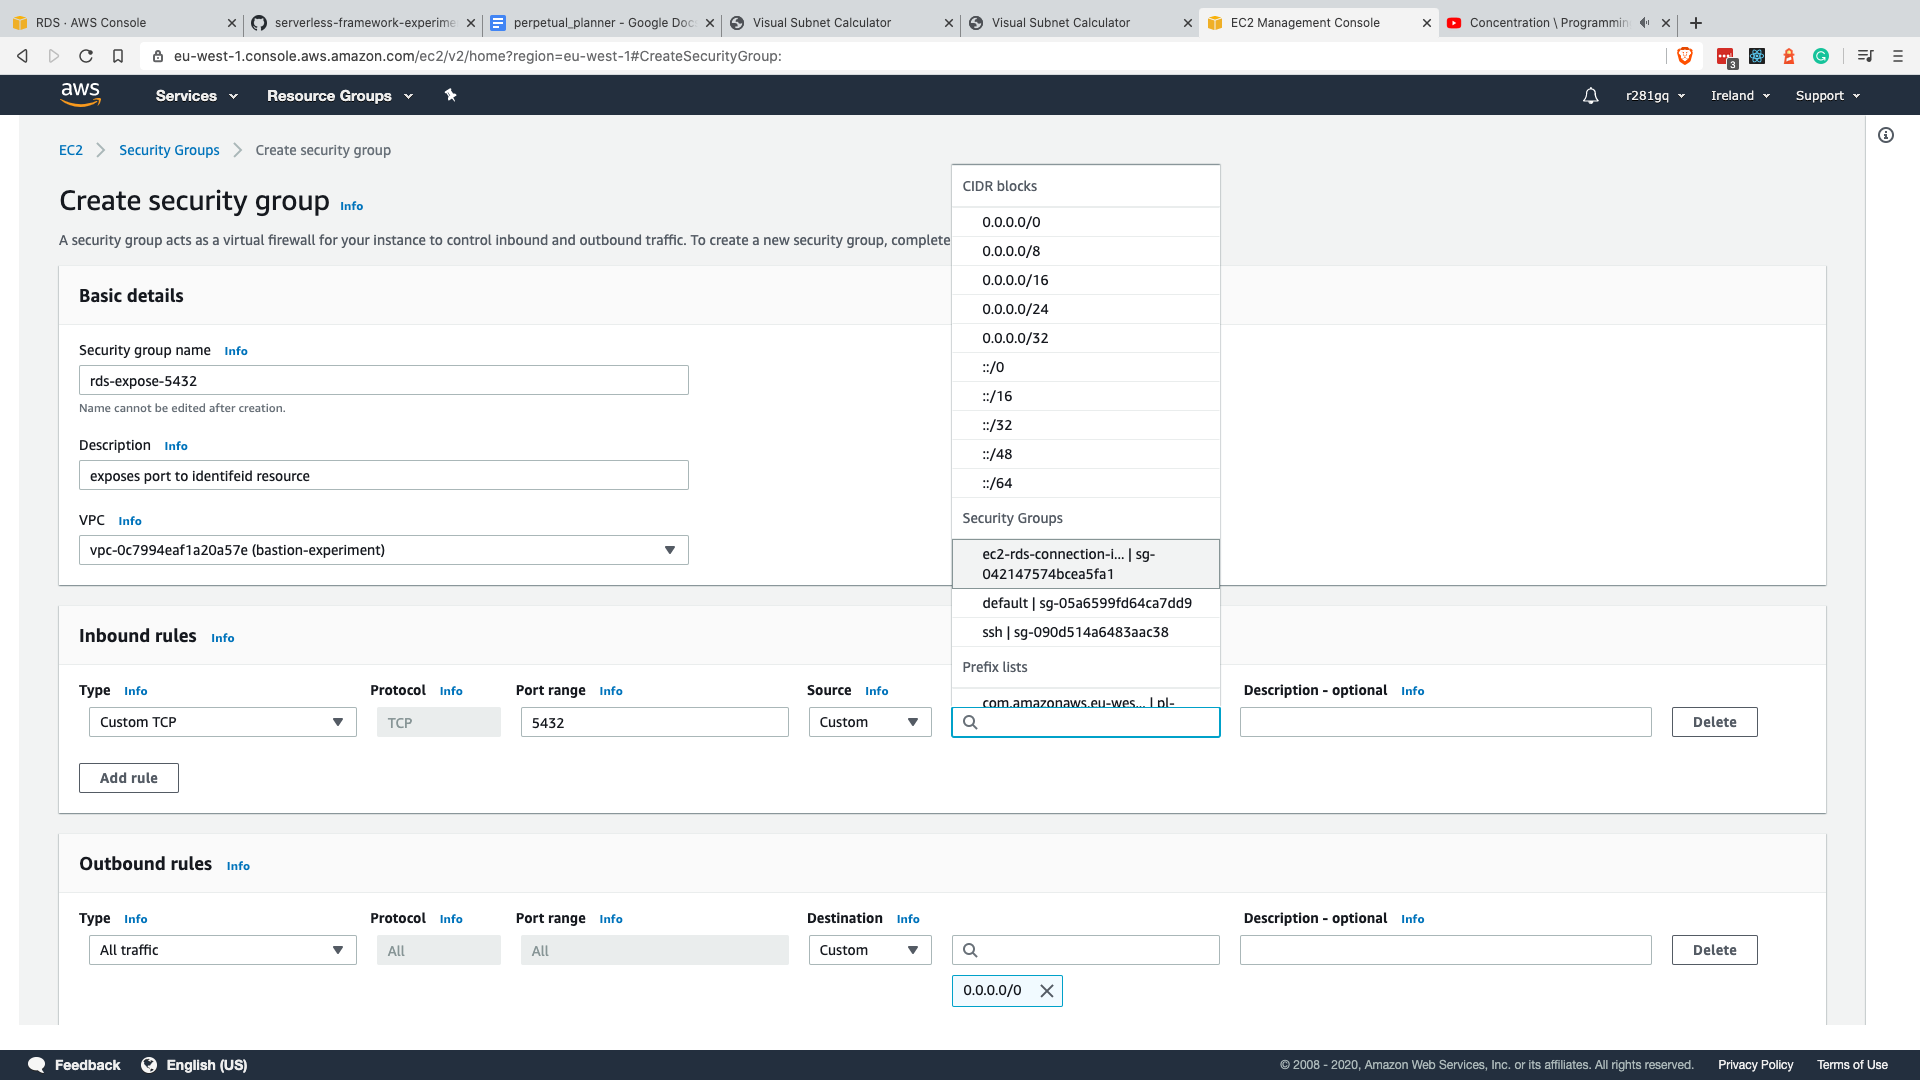 RDS · AWS Console
serverless-framework-experime
perpetual_planner - Google Doc
Visual Subnet Calculator
Visual Subnet Calculator
EC2 Management Console
Concentration \ Programmin
eu-west-1.console.aws.amazon.com/ec2/v2/home?region=eu-west-1#CreateSecurityGroup:
3
aws
Services
Resource Groups
r281gq
Ireland
Support
EC2
Security Groups
Create security group
Create security group Info
A security group acts as a virtual firewall for your instance to control inbound and outbound traffic. To create a new security group, complete
Basic details
Security group name Info
rds-expose-5432
Name cannot be edited after creation.
Description Info
exposes port to identifeid resource
VPC Info
vpc-0c7994eaf1a20a57e (bastion-experiment)
CIDR blocks
0.0.0.0/0
0.0.0.0/8
0.0.0.0/16
0.0.0.0/24
0.0.0.0/32
::/0
::/16
::/32
::/48
::/64
Security Groups
ec2-rds-connection-i... | sg-
042147574bcea5fa1
default | sg-05a6599fd64ca7dd9
ssh | sg-090d514a6483aac38
Prefix lists
com.amazonaws.eu-wes... | pl-
Inbound rules Info
Type Info Protocol Info Port range Info Source Info Description - optional Info
Custom TCP TCP 5432 Custom Delete
Add rule
Outbound rules Info
Type Info Protocol Info Port range Info Destination Info Description - optional Info
All traffic All All Custom Delete
0.0.0.0/0
Feedback English (US) © 2008 - 2020, Amazon Web Services, Inc. or its affiliates. All rights reserved. Privacy Policy Terms of Use